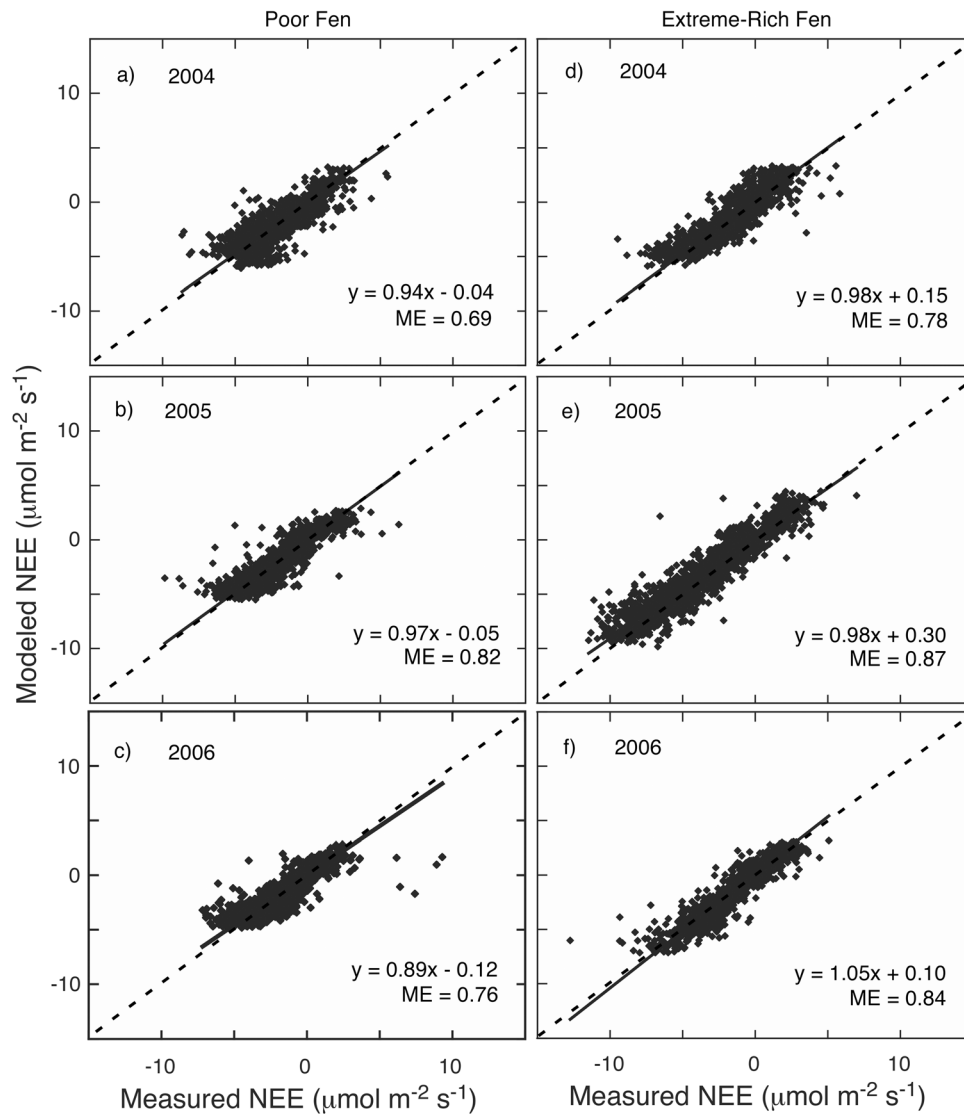 Poor Fen
Extreme-Rich Fen
Modeled NEE (μmol m⁻² s⁻¹)
a) 2004
10
0
-10
y = 0.94x - 0.04
ME = 0.69
d) 2004
y = 0.98x + 0.15
ME = 0.78
b) 2005
10
0
-10
y = 0.97x - 0.05
ME = 0.82
e) 2005
y = 0.98x + 0.30
ME = 0.87
c) 2006
10
0
-10
y = 0.89x - 0.12
ME = 0.76
f) 2006
y = 1.05x + 0.10
ME = 0.84
-10 0 10
-10 0 10
Measured NEE (μmol m⁻² s⁻¹)
Measured NEE (μmol m⁻² s⁻¹)